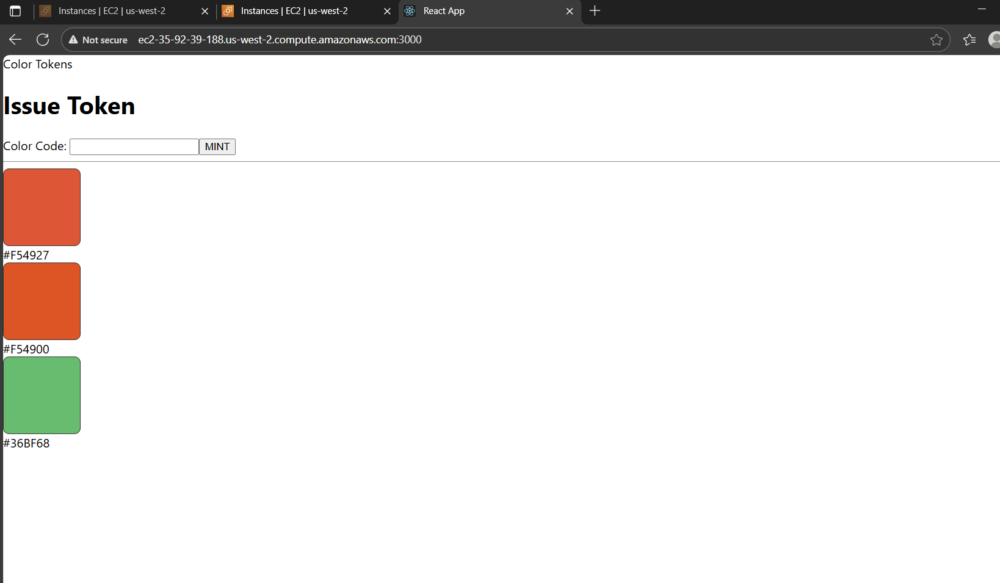 Instances | EC2 | us-west-2
Instances | EC2 | us-west-2
React App
Not secure
ec2-35-92-39-188.us-west-2.compute.amazonaws.com:3000
Color Tokens
Issue Token
Color Code:
MINT
#F54927
#F54900
#36BF68